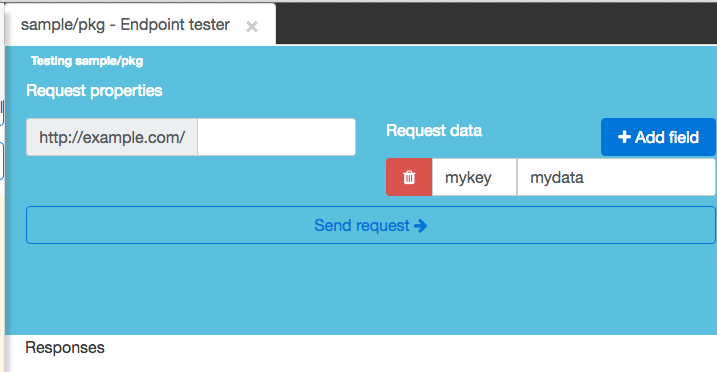 sample/pkg - Endpoint tester
Testing sample/pkg
Request properties
http://example.com/
Request data
Add field
mykey
mydata
Send request
Responses